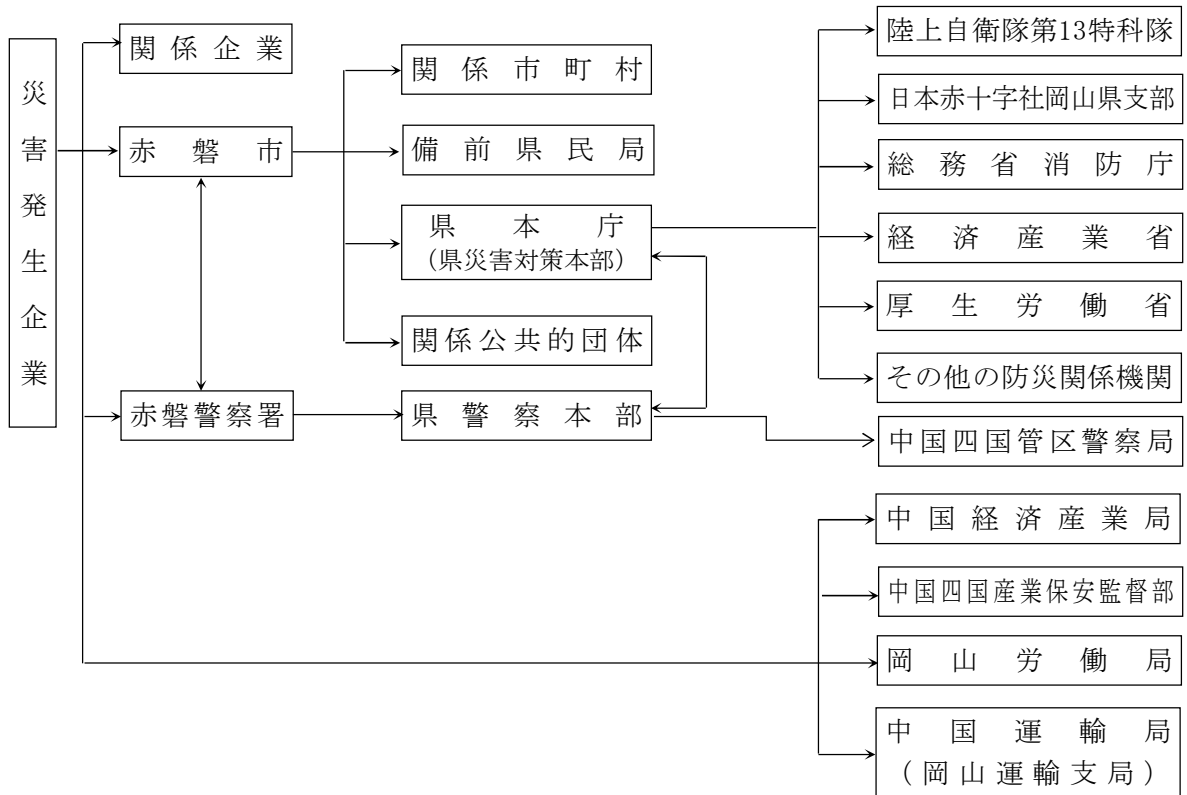 災害発生企業
関係企業
赤磐市
赤磐警察署
関係市町村
備前県民局
県本庁
(県災害対策本部)
関係公共的団体
県警察本部
陸上自衛隊第13特科隊
日本赤十字社岡山県支部
総務省消防庁
経済産業省
厚生労働省
その他の防災関係機関
中国四国管区警察局
中国経済産業局
中国四国産業保安監督部
岡山労働局
中国運輸局
(岡山運輸支局)